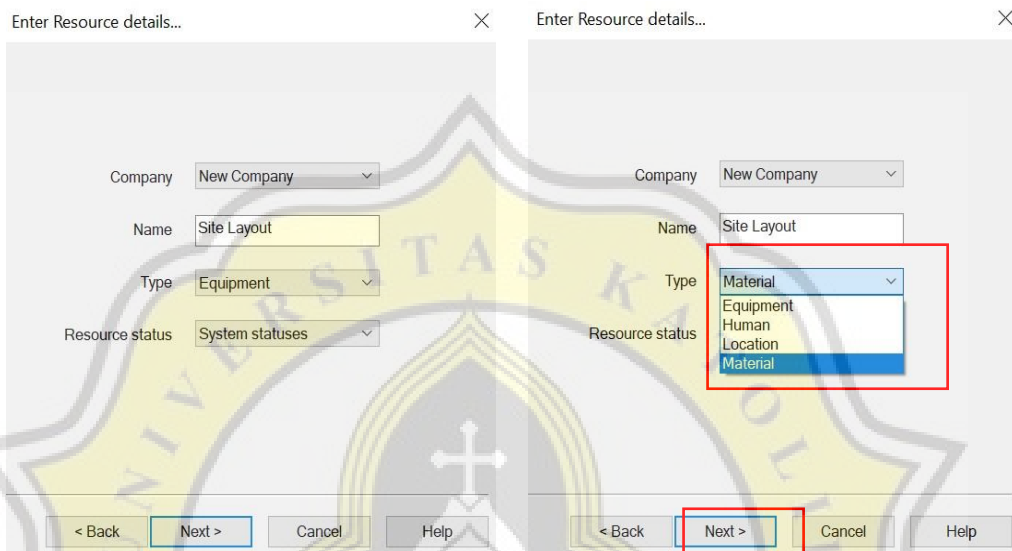 Enter Resource details...
Company New Company
Name Site Layout
Type Equipment
Resource status System statuses
< Back Next > Cancel Help
Enter Resource details...
Company New Company
Name Site Layout
Type Material
Equipment
Human
Resource status Location
Material
< Back Next > Cancel Help
UNIVERSITAS KATOLI